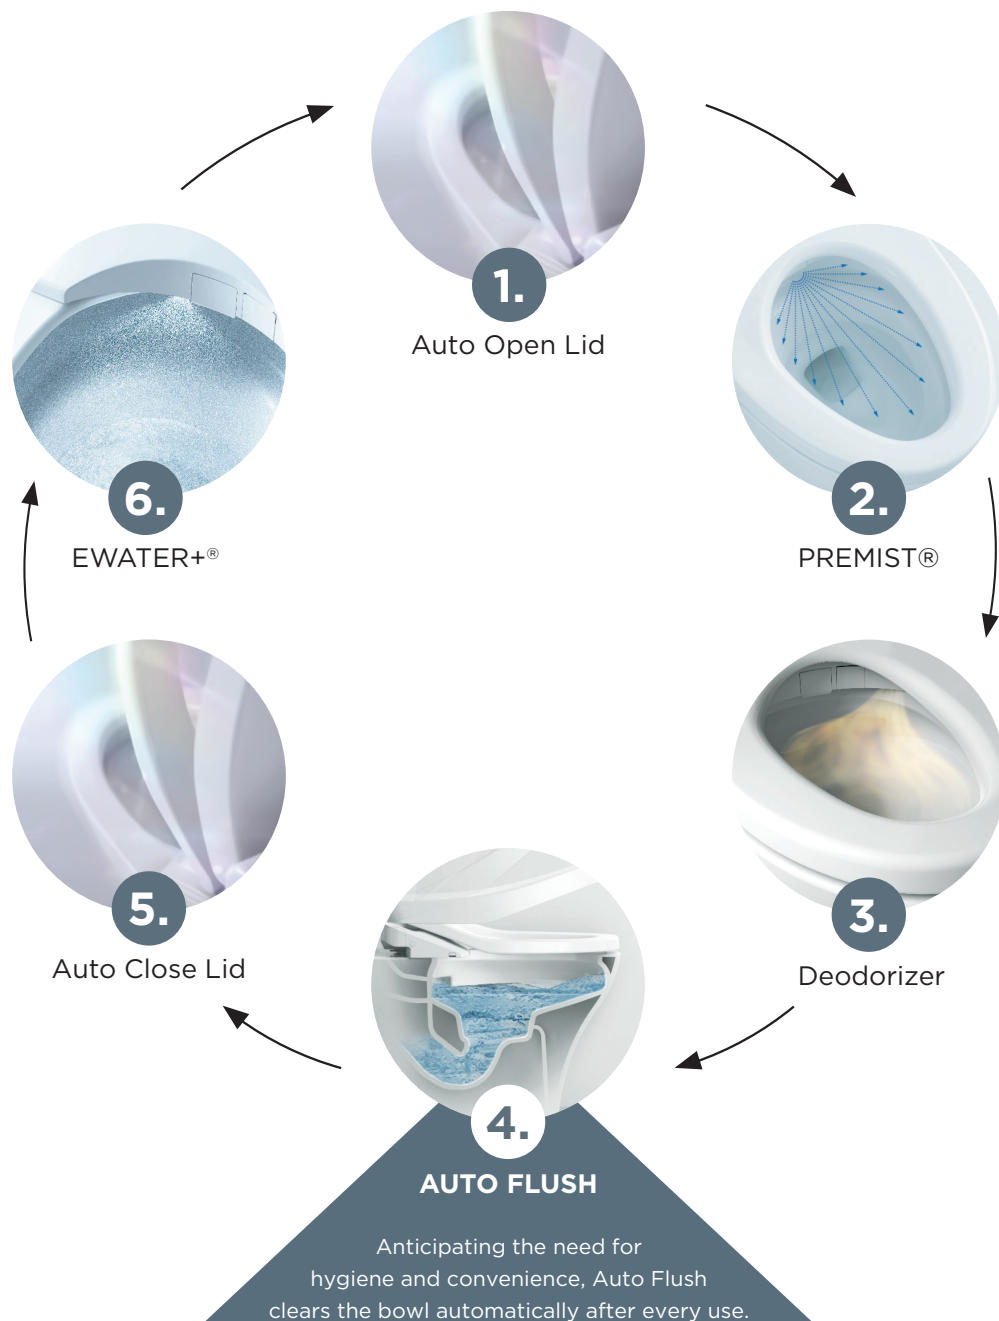 1.
Auto Open Lid
2.
PREMIST®
3.
Deodorizer
4.
AUTO FLUSH
Anticipating the need for
hygiene and convenience, Auto Flush
clears the bowl automatically after every use.
5.
Auto Close Lid
6.
EWATER+®